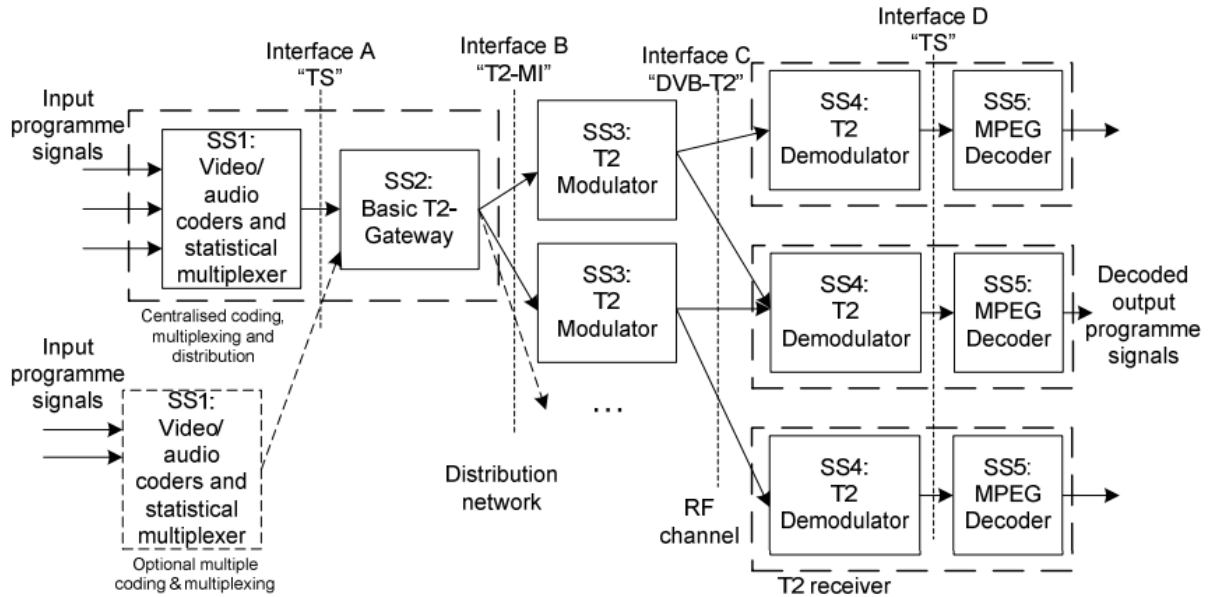 Input
programme
signals
Interface A
“TS”
SS1:
Video/
audio
coders and
statistical
multiplexer
SS2:
Basic T2-
Gateway
Centralised coding,
multiplexing and
distribution
Input
programme
signals
SS1:
Video/
audio
coders and
statistical
multiplexer
Optional multiple
coding & multiplexing
Interface B
“T2-MI”
SS3:
T2
Modulator
SS3:
T2
Modulator
...
Distribution
network
Interface C
“DVB-T2”
RF
channel
Interface D
“TS”
SS4:
T2
Demodulator
SS5:
MPEG
Decoder
SS4:
T2
Demodulator
SS5:
MPEG
Decoder
Decoded
output
programme
signals
SS4:
T2
Demodulator
SS5:
MPEG
Decoder
T2 receiver